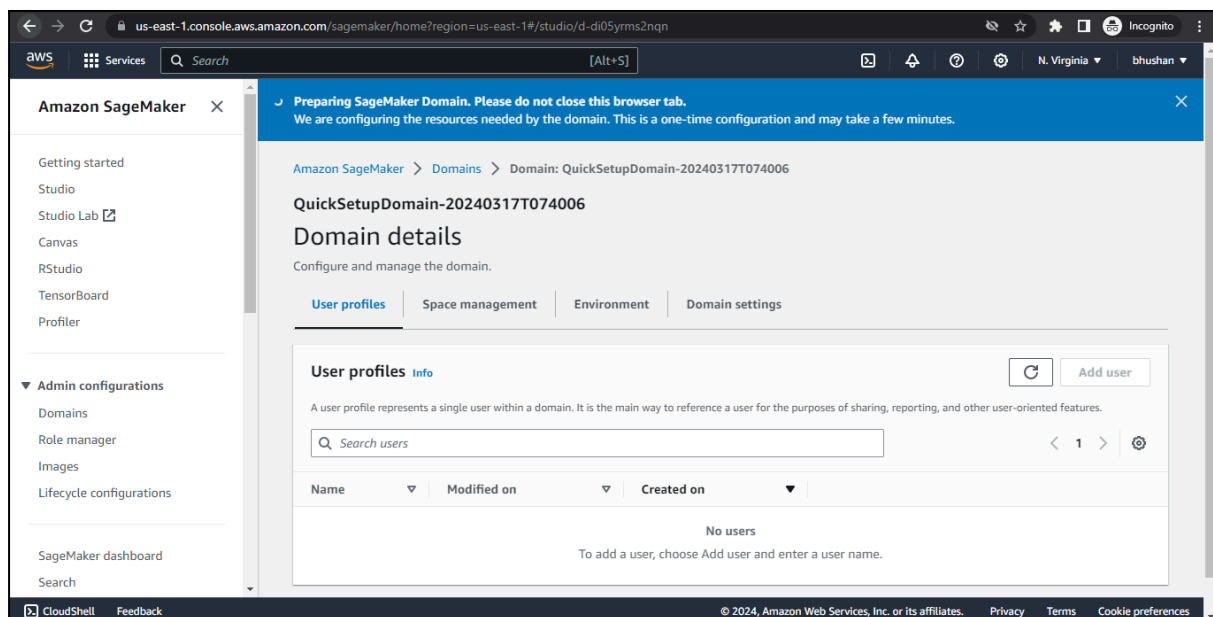 us-east-1.console.aws.amazon.com/sagemaker/home?region=us-east-1#/studio/d-di05yrms2nqn
Incognito
aws
Services
Search
[Alt+S]
N. Virginia
bhushan
Amazon SageMaker
Getting started
Studio
Studio Lab
Canvas
RStudio
TensorBoard
Profiler
Admin configurations
Domains
Role manager
Images
Lifecycle configurations
SageMaker dashboard
Search
Preparing SageMaker Domain. Please do not close this browser tab.
We are configuring the resources needed by the domain. This is a one-time configuration and may take a few minutes.
Amazon SageMaker > Domains > Domain: QuickSetupDomain-20240317T074006
QuickSetupDomain-20240317T074006
Domain details
Configure and manage the domain.
User profiles
Space management
Environment
Domain settings
User profiles Info
Add user
A user profile represents a single user within a domain. It is the main way to reference a user for the purposes of sharing, reporting, and other user-oriented features.
Search users
1
Name
Modified on
Created on
No users
To add a user, choose Add user and enter a user name.
CloudShell
Feedback
© 2024, Amazon Web Services, Inc. or its affiliates.
Privacy
Terms
Cookie preferences